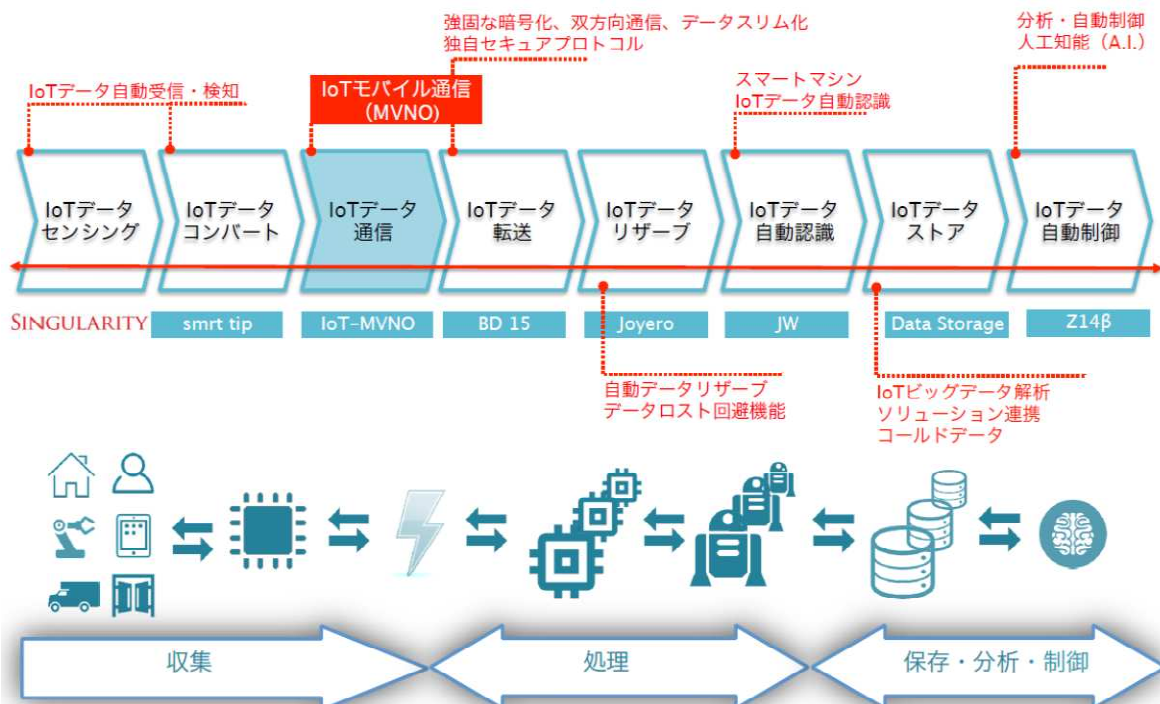 強固な暗号化、双方向通信、データスリム化
独自セキュアプロトコル
分析・自動制御
人工知能（A.I.）
IoTデータ自動受信・検知
IoTモバイル通信
（MVNO）
スマートマシン
IoTデータ自動認識
IoTデータ
センシング
IoTデータ
コンバート
IoTデータ
通信
IoTデータ
転送
IoTデータ
リザーブ
IoTデータ
自動認識
IoTデータ
ストア
IoTデータ
自動制御
SINGULARITY
smrt tip
IoT-MVNO
BD 15
Joyero
JW
Data Storage
Z14β
自動データリザーブ
データロスト回避機能
IoTビッグデータ解析
ソリューション連携
コールドデータ
収集
処理
保存・分析・制御